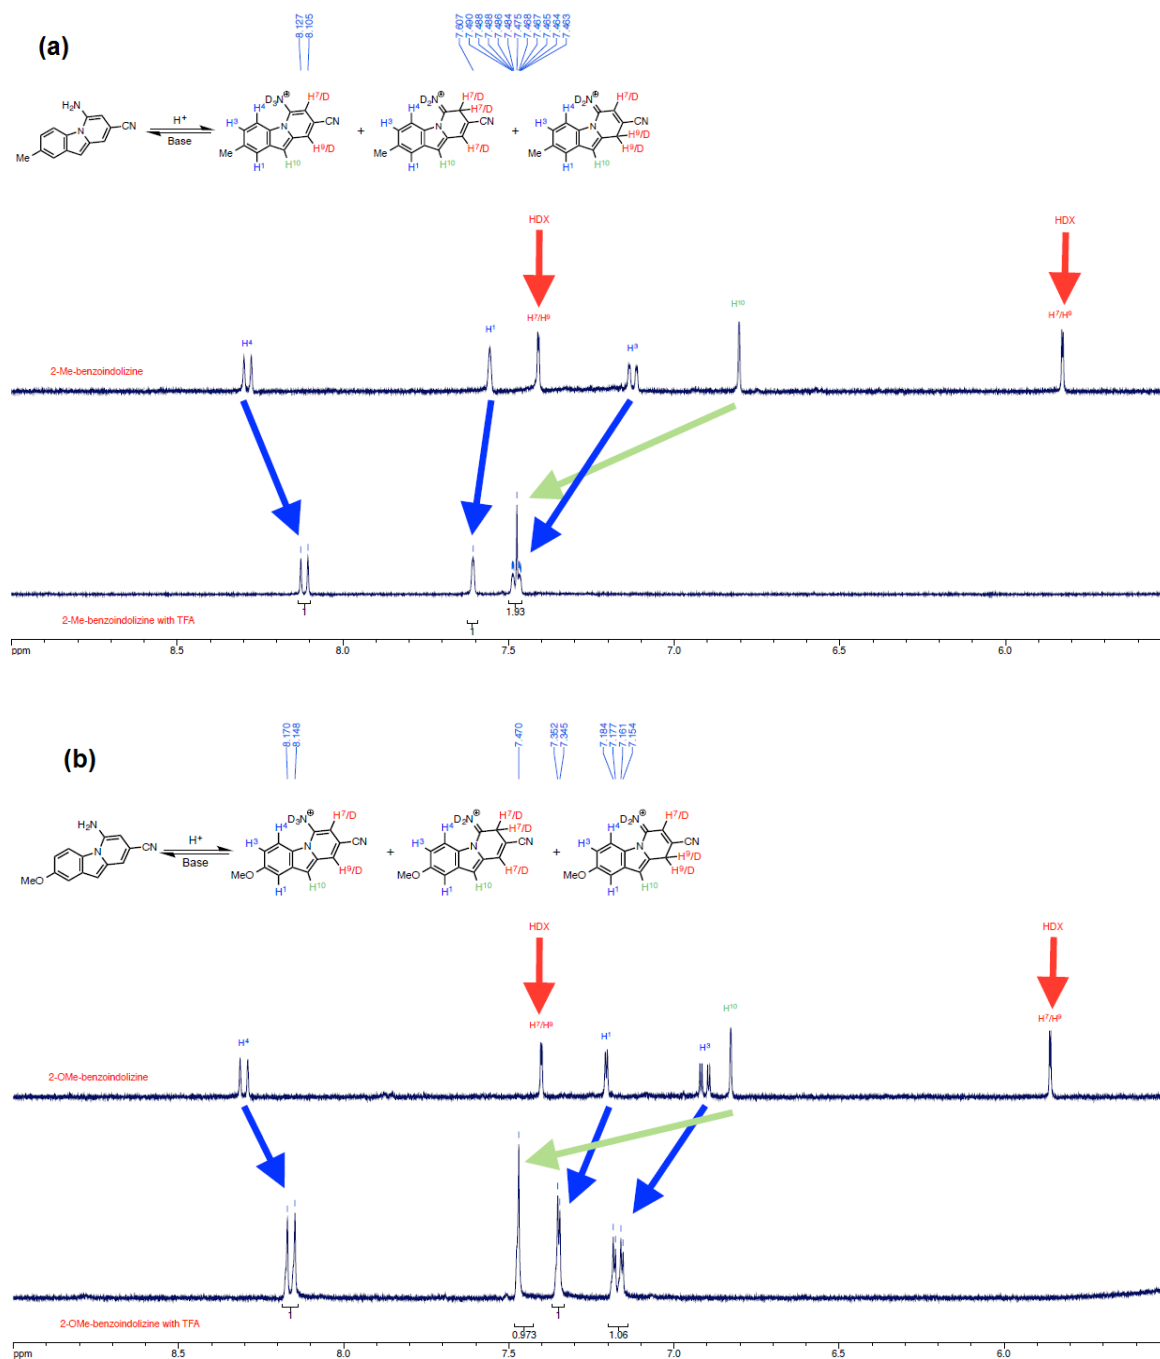 (a)
8.127
8.105
7.607
7.490
7.488
7.488
7.486
7.484
7.475
7.468
7.467
7.465
7.464
7.463
H₂N
N
CN
Me
H⁺
Base
D₃N⊕
H⁷/D
H⁴
H³
N
CN
H⁹/D
Me
H¹
H¹⁰
+
D₂N⊕
H⁷/D
H⁷/D
H⁴
H³
N
CN
H⁷/D
Me
H¹
H¹⁰
+
D₂N⊕
H⁷/D
H⁴
H³
N
CN
H⁹/D
H⁹/D
Me
H¹
H¹⁰
HDX
HDX
H¹⁰
H⁷/H⁹
H⁷/H⁹
H¹
H⁴
H³
2-Me-benzoindolizine
1
1.93
1
2-Me-benzoindolizine with TFA
ppm
8.5
8.0
7.5
7.0
6.5
6.0
(b)
8.170
8.148
7.470
7.352
7.345
7.184
7.177
7.161
7.154
H₂N
N
CN
MeO
H⁺
Base
D₃N⊕
H⁷/D
H⁴
H³
N
CN
H⁹/D
MeO
H¹
H¹⁰
+
D₂N⊕
H⁷/D
H⁷/D
H⁴
H³
N
CN
H⁷/D
MeO
H¹
H¹⁰
+
D₂N⊕
H⁷/D
H⁴
H³
N
CN
H⁹/D
H⁹/D
MeO
H¹
H¹⁰
HDX
HDX
H¹⁰
H⁷/H⁹
H⁷/H⁹
H¹
H⁴
H³
2-OMe-benzoindolizine
1
0.973
1
1.06
2-OMe-benzoindolizine with TFA
ppm
8.5
8.0
7.5
7.0
6.5
6.0